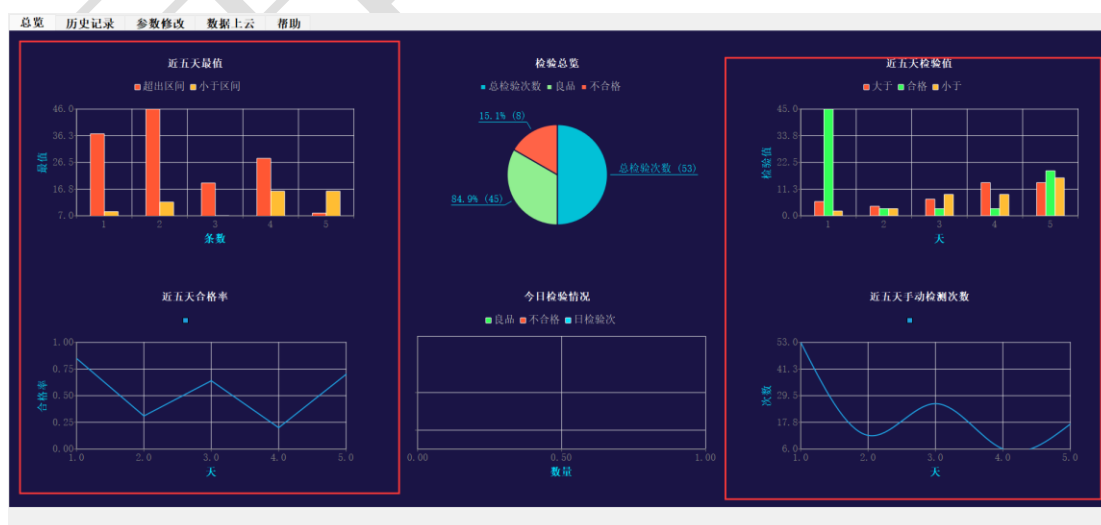 总览 历史记录 参数修改 数据上云 帮助
近五天最值
超出区间 小于区间
46.0
36.3
26.5
16.8
7.0
最值
1 2 3 4 5
条数
检验总览
总检验次数 良品 不合格
15.1% (8)
总检验次数 (53)
84.9% (45)
近五天检验值
大于 合格 小于
45.0
33.8
22.5
11.3
0.0
检验值
1 2 3 4 5
天
近五天合格率
1.00
0.75
0.50
0.25
0.00
合格率
1.0 2.0 3.0 4.0 5.0
天
今日检验情况
良品 不合格 日检验次
0.00 0.50 1.00
数量
近五天手动检测次数
53.0
41.3
29.5
17.8
6.0
次数
1.0 2.0 3.0 4.0 5.0
天